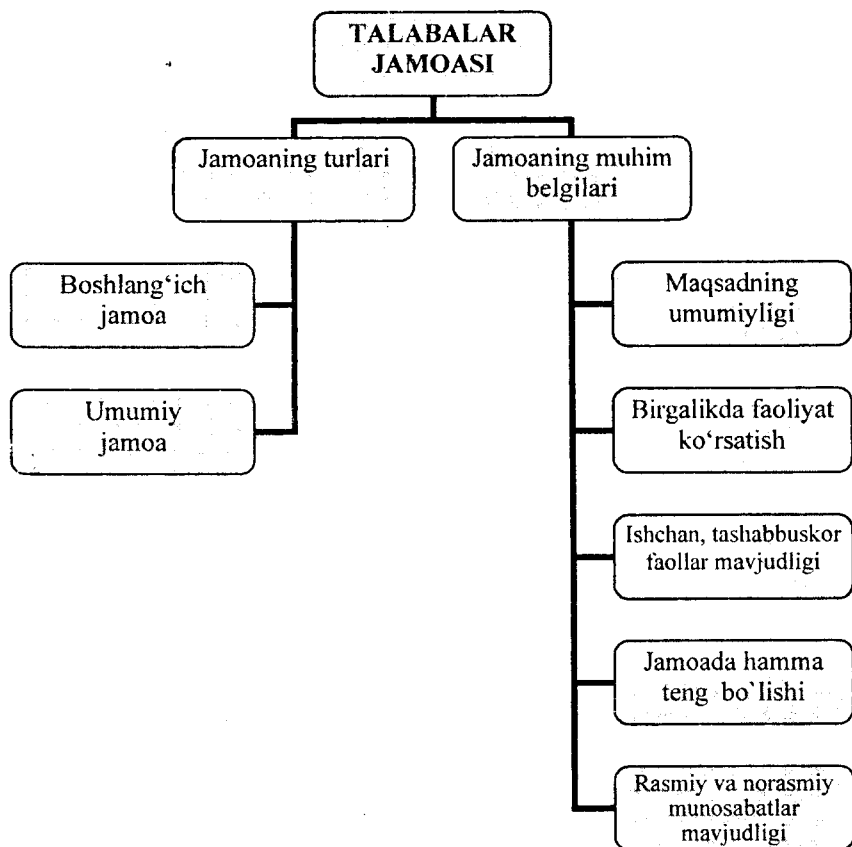 TALABALAR
JAMOASI
Jamoaning turlari
Jamoaning muhim
belgilari
Boshlang‘ich
jamoa
Umumiy
jamoa
Maqsadning
umumiyligi
Birgalikda faoliyat
ko‘rsatish
Ishchan, tashabbuskor
faollar mavjudligi
Jamoada hamma
teng bo`lishi
Rasmiy va norasmiy
munosabatlar
mavjudligi